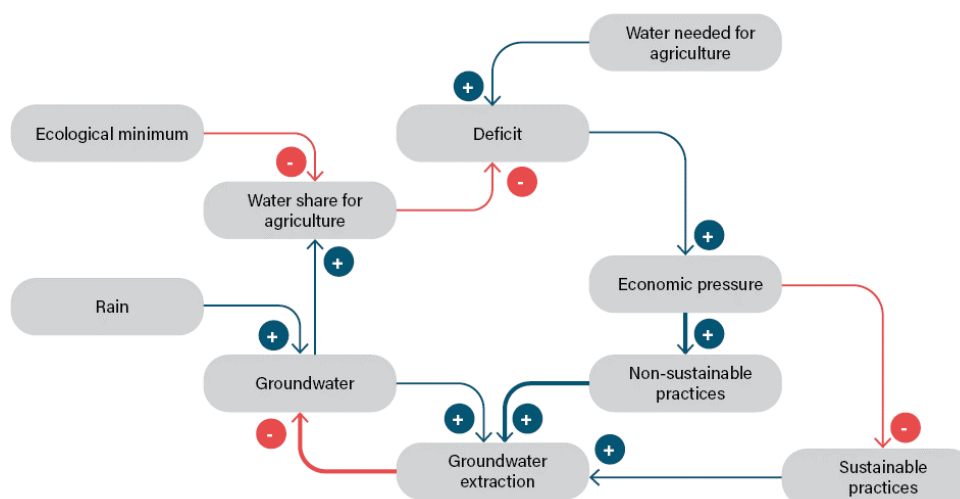 Water needed for
agriculture
+
Ecological minimum
Deficit
-
-
Water share for
agriculture
+
+
Economic pressure
Rain
+
+
Groundwater
Non-sustainable
practices
-
+
+
-
Groundwater
extraction
+
Sustainable
practices